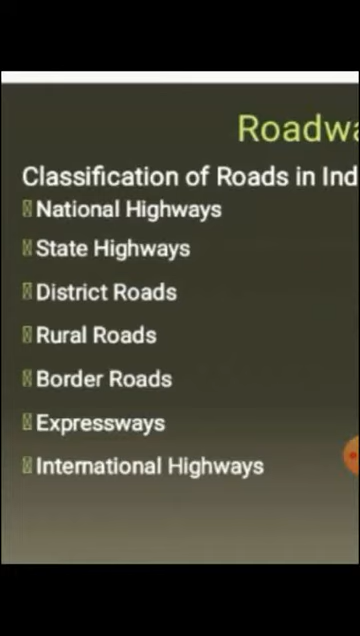 Roadwa
Classification of Roads in Ind
National Highways
State Highways
District Roads
Rural Roads
Border Roads
Expressways
International Highways